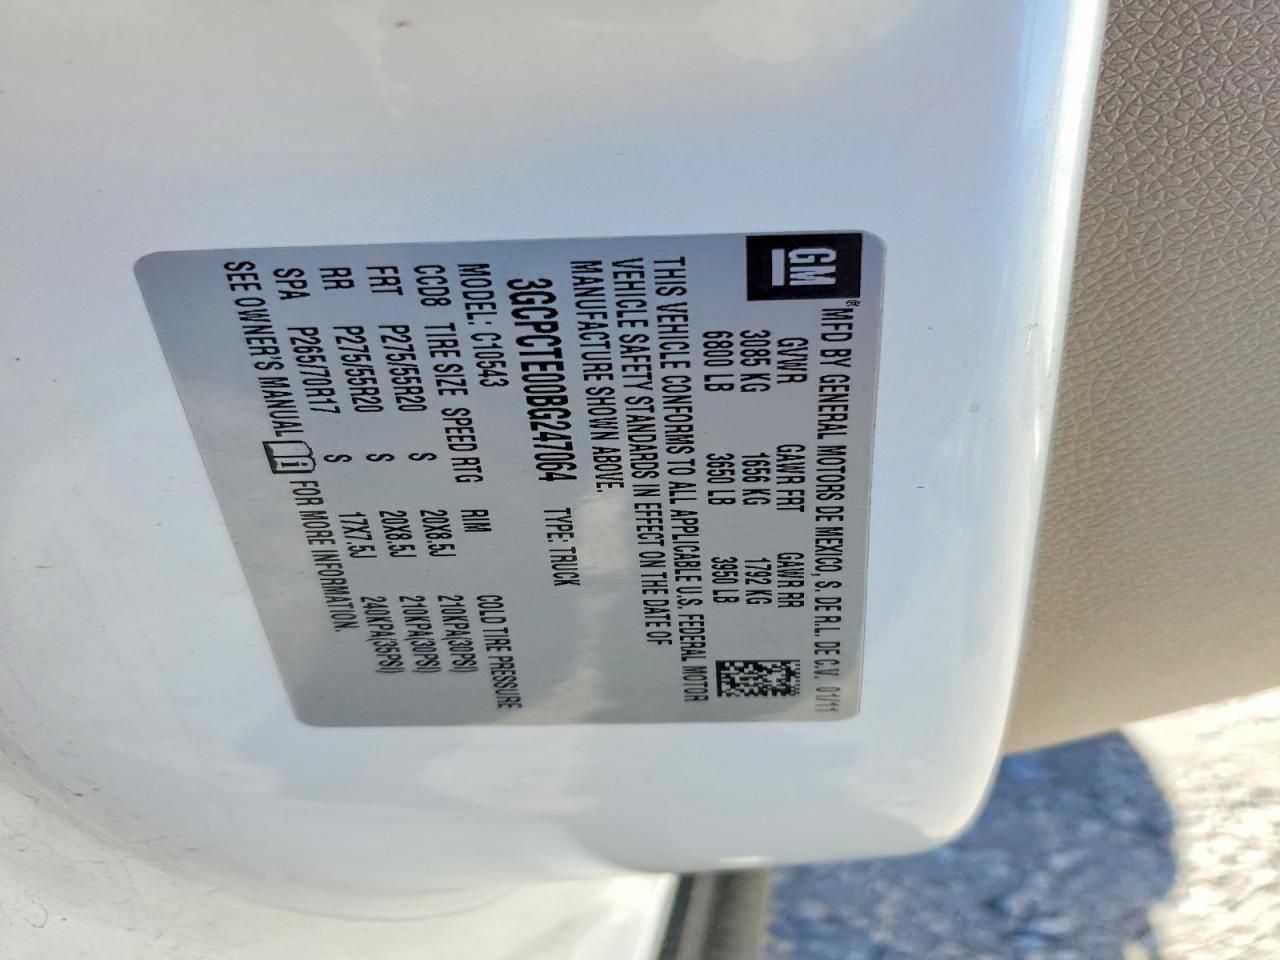 GM
® MFD BY GENERAL MOTORS DE MEXICO, S. DE R.L. DE C.V. 01/11
GVWR GAWR FRT GAWR RR
3085 KG 1656 KG 1792 KG
6800 LB 3650 LB 3950 LB
THIS VEHICLE CONFORMS TO ALL APPLICABLE U.S. FEDERAL MOTOR
VEHICLE SAFETY STANDARDS IN EFFECT ON THE DATE OF
MANUFACTURE SHOWN ABOVE.
3GCPCTE00BG247064 TYPE: TRUCK
MODEL: C10543
CCD8 TIRE SIZE SPEED RTG RIM COLD TIRE PRESSURE
FRT P275/55R20 S 20X8.5J 210KPA(30PSI)
RR P275/55R20 S 20X8.5J 210KPA(30PSI)
SPA P265/70R17 S 17X7.5J 240KPA(35PSI)
SEE OWNER'S MANUAL i FOR MORE INFORMATION.